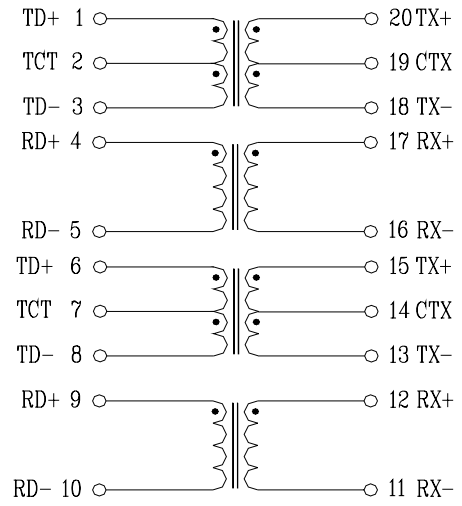 TD+ 1 20 TX+
TCT 2 19 CTX
TD- 3 18 TX-
RD+ 4 17 RX+
RD- 5 16 RX-
TD+ 6 15 TX+
TCT 7 14 CTX
TD- 8 13 TX-
RD+ 9 12 RX+
RD- 10 11 RX-